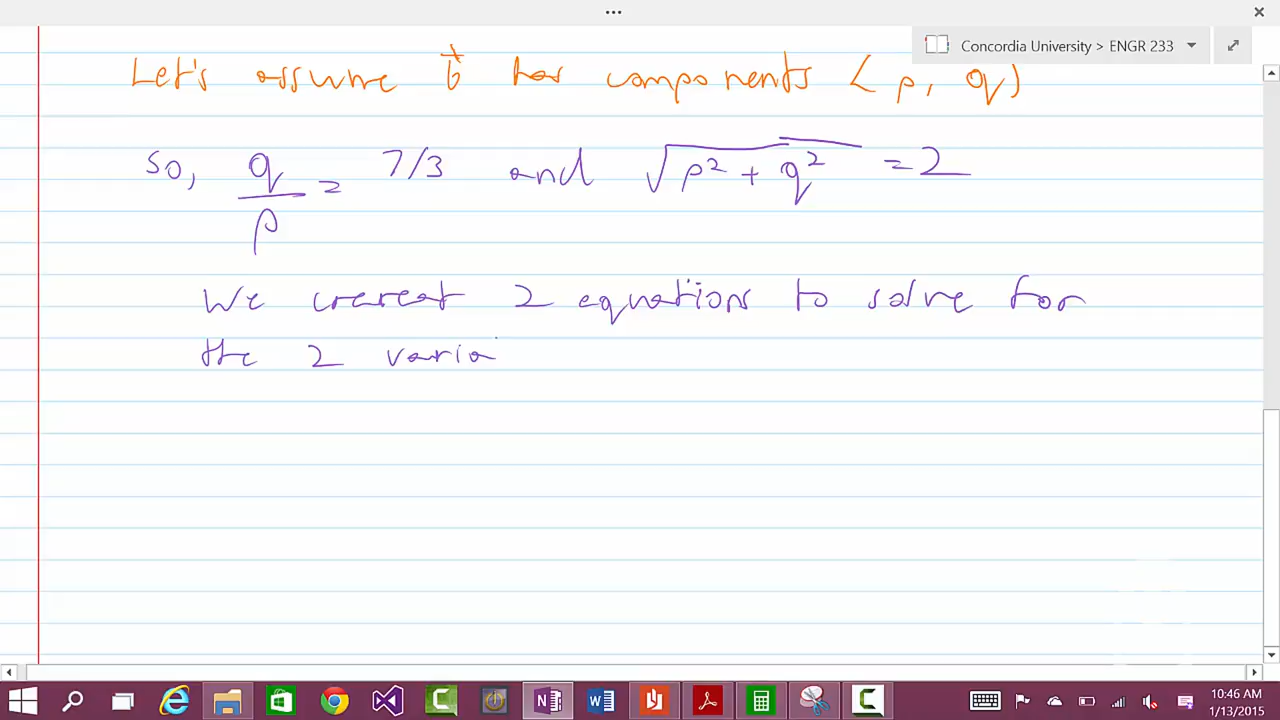 ...
Concordia University > ENGR 233
Let's assume b has components < p, q )
So, q/p = 7/3 and √p² + q² = 2
We crereat 2 equations to solve for
the 2 varia
10:46 AM
1/13/2015